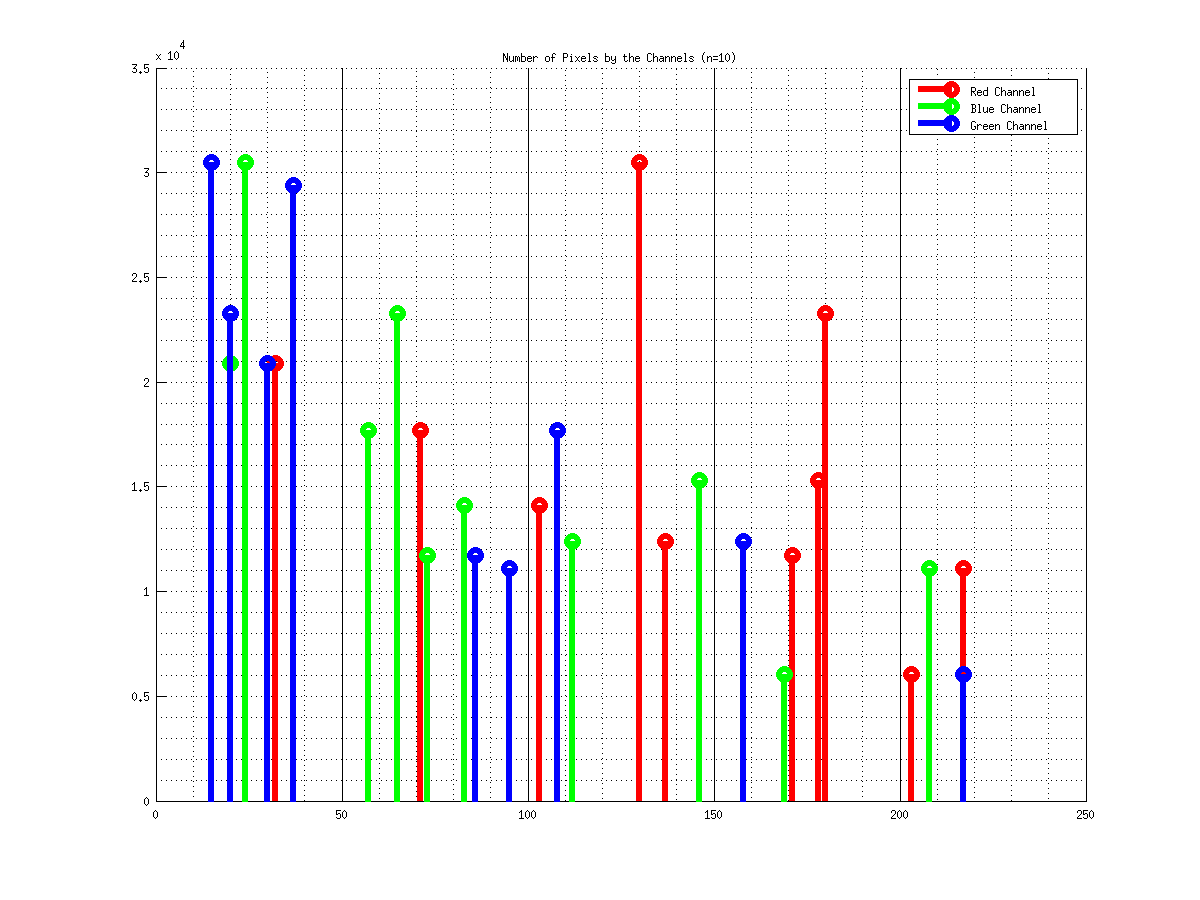 x 10^4
Number of Pixels by the Channels (n=10)
3.5
Red Channel
Blue Channel
Green Channel
3
2.5
2
1.5
1
0.5
0
0 50 100 150 200 250